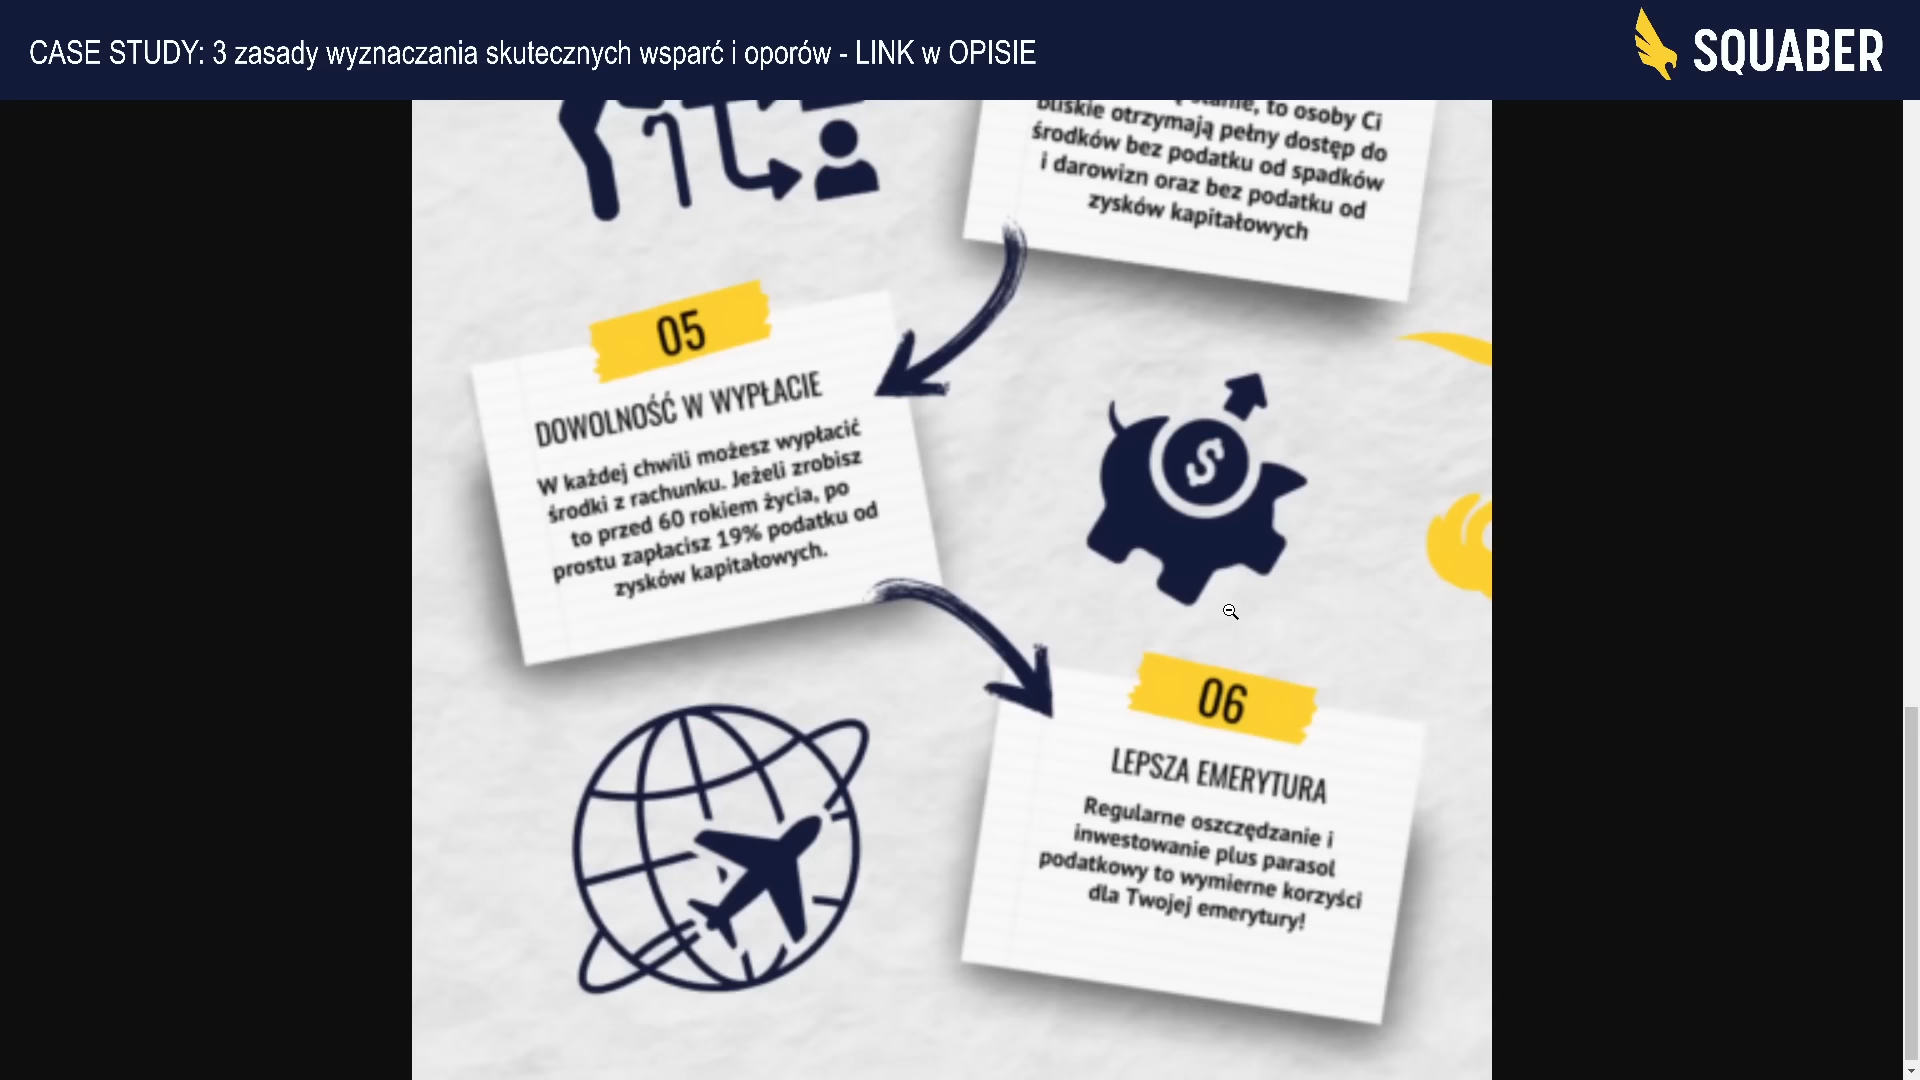 CASE STUDY: 3 zasady wyznaczania skutecznych wsparć i oporów - LINK w OPISIE
SQUABER
to osoby Ci
bliskie otrzymają pełny dostęp do
środków bez podatku od spadków
i darowizn oraz bez podatku od
zysków kapitałowych
05
DOWOLNOŚĆ W WYPŁACIE
W każdej chwili możesz wypłacić
środki z rachunku. Jeżeli zrobisz
to przed 60 rokiem życia, po
prostu zapłacisz 19% podatku od
zysków kapitałowych.
$
06
LEPSZA EMERYTURA
Regularne oszczędzanie i
inwestowanie plus parasol
podatkowy to wymierne korzyści
dla Twojej emerytury!